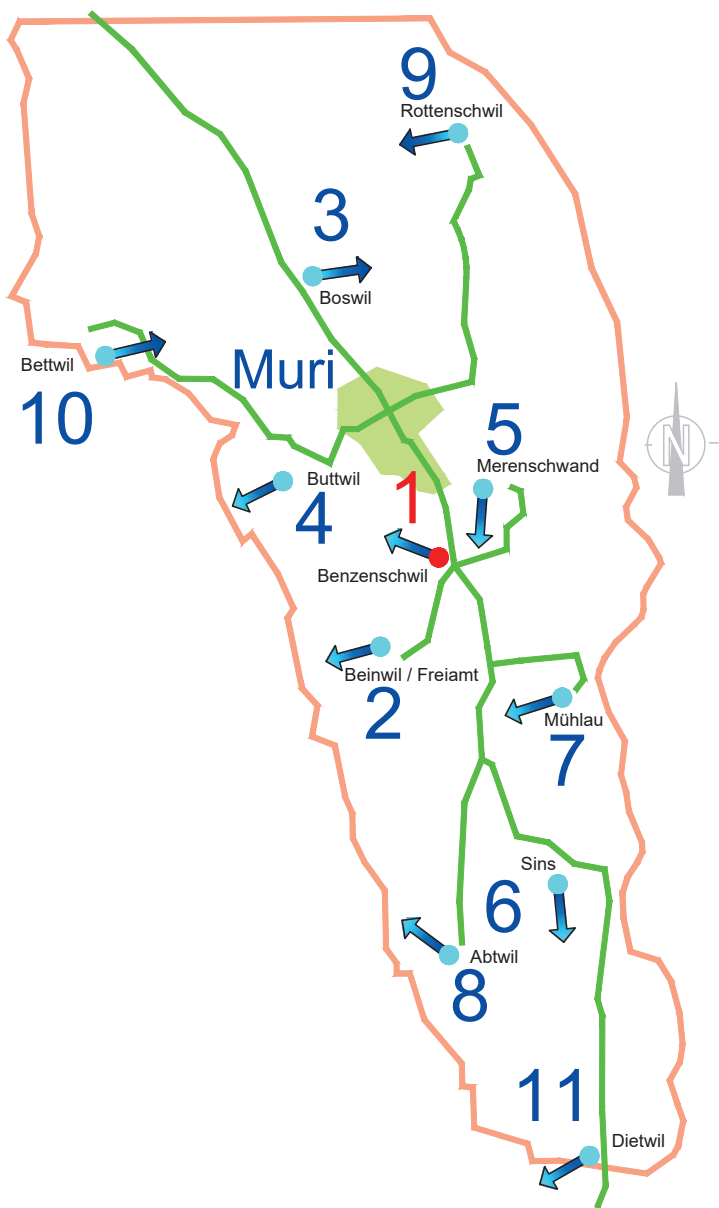 9
Rottenschwil
3
Boswil
Muri
Bettwil
10
5
Merenschwand
N
Buttwil
4
1
Benzenschwil
Beinwil / Freiamt
2
Mühlau
7
Sins
6
Abtwil
8
11
Dietwil